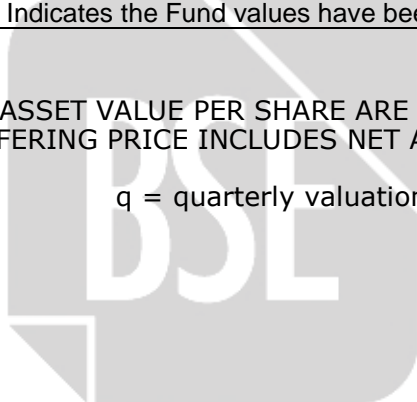 Indicates the Fund values have bee
ASSET VALUE PER SHARE ARE
FERING PRICE INCLUDES NET A
q = quarterly valuation
BSE